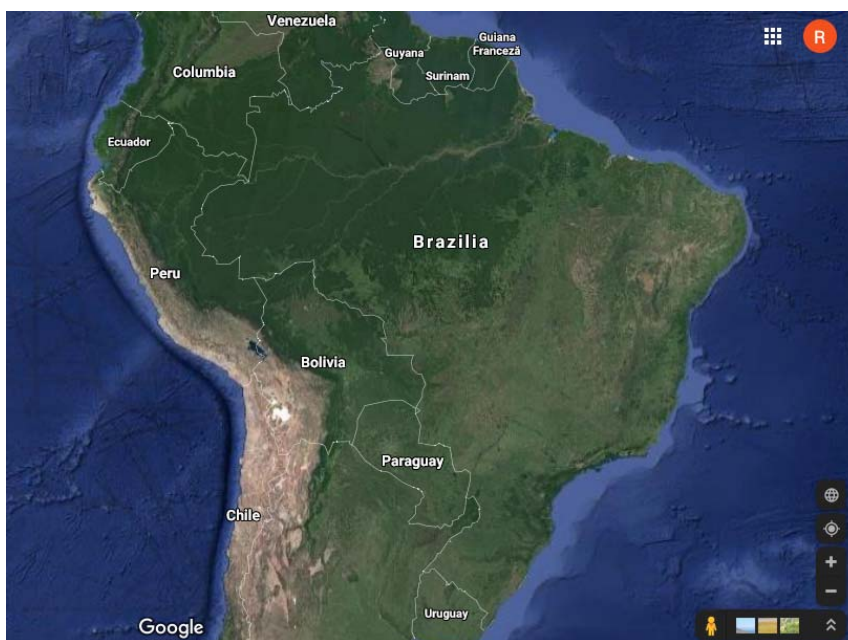 Venezuela
Guyana
Guiana
Franceză
Surinam
Columbia
R
Ecuador
Brazilia
Peru
Bolivia
Paraguay
Chile
Uruguay
Google